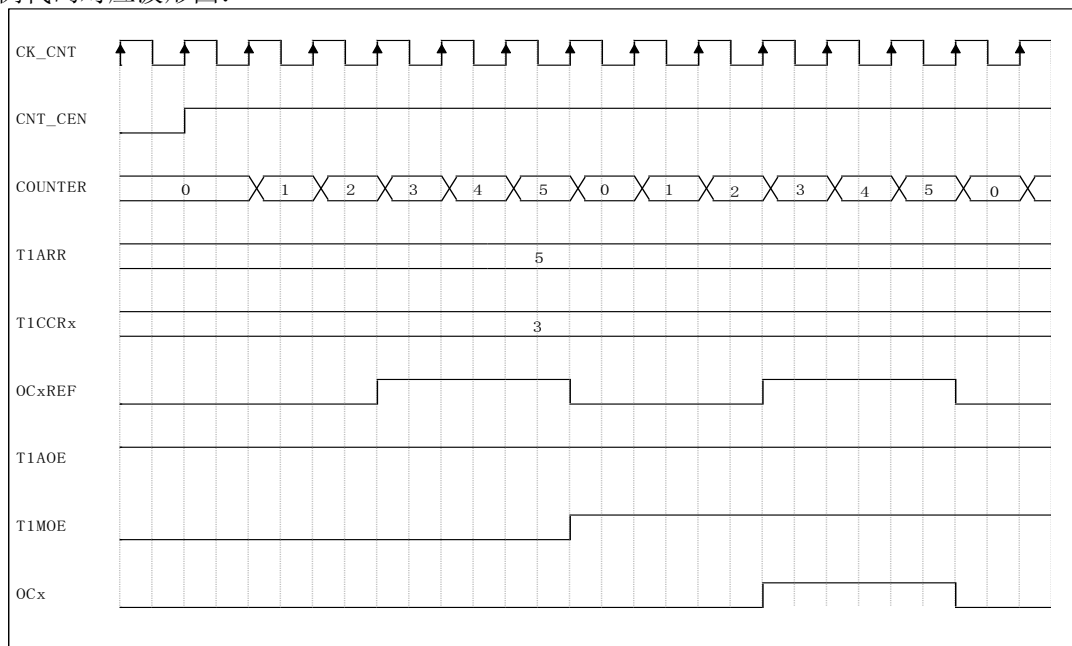 CK_CNT
CNT_CEN
COUNTER 0 1 2 3 4 5 0 1 2 3 4 5 0
T1ARR 5
T1CCRx 3
OCxREF
T1AOE
T1MOE
OCx